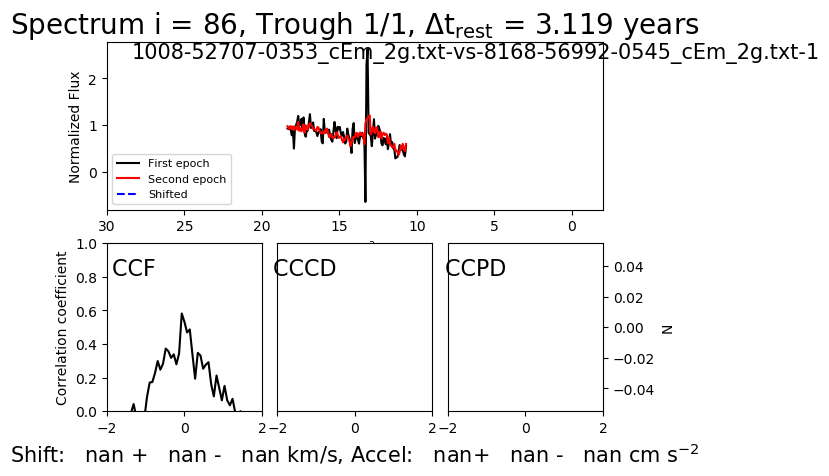 Spectrum i = 86, Trough 1/1, Δt_rest = 3.119 years
1008-52707-0353_cEm_2g.txt-vs-8168-56992-0545_cEm_2g.txt-1
Normalized Flux
2
1
0
First epoch
Second epoch
Shifted
30 25 20 15 10 5 0
Correlation coefficient
1.0
0.8
0.6
0.4
0.2
0.0
CCF
CCCD
CCPD
0.04
0.02
0.00
−0.02
−0.04
N
−2 0 2
−2 0 2
−2 0 2
Shift: nan + nan - nan km/s, Accel: nan+ nan - nan cm s⁻²